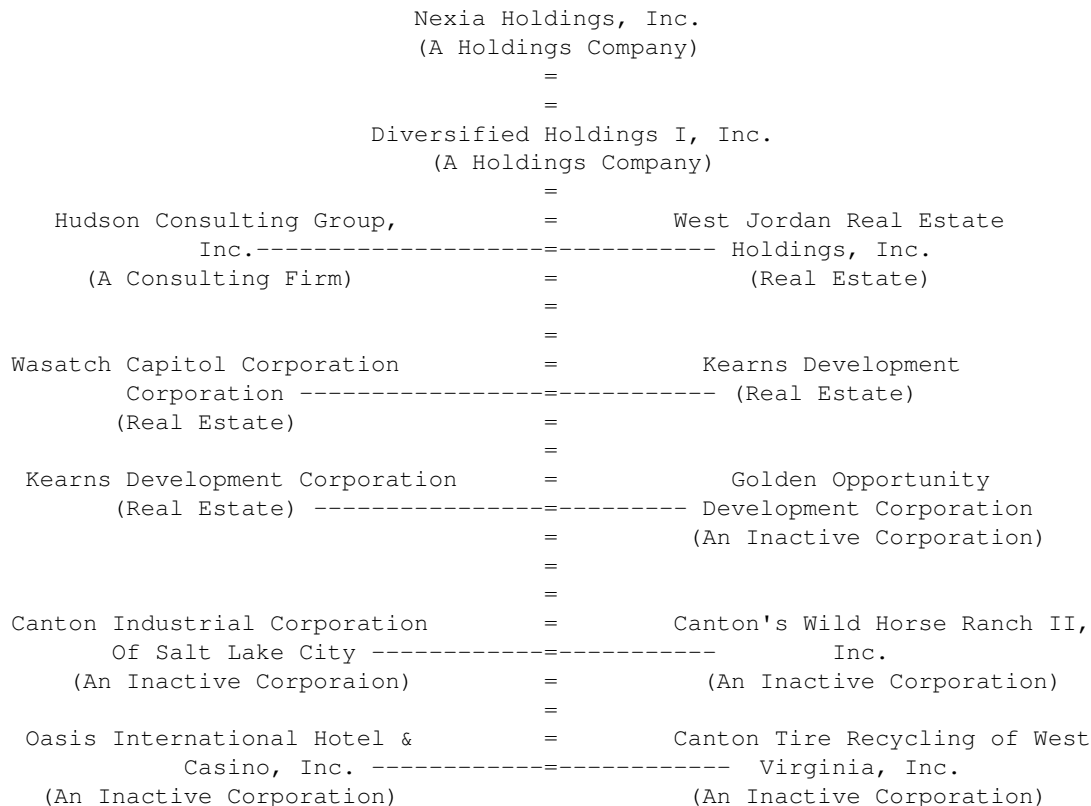 Nexia Holdings, Inc.
(A Holdings Company)
=
=
Diversified Holdings I, Inc.
(A Holdings Company)
=
Hudson Consulting Group, = West Jordan Real Estate
Inc.--------------------=----------- Holdings, Inc.
(A Consulting Firm) = (Real Estate)
=
=
Wasatch Capitol Corporation = Kearns Development
Corporation -----------------=----------- (Real Estate)
(Real Estate) =
=
Kearns Development Corporation = Golden Opportunity
(Real Estate) ----------------=--------- Development Corporation
= (An Inactive Corporation)
=
=
Canton Industrial Corporation = Canton's Wild Horse Ranch II,
Of Salt Lake City ------------=----------- Inc.
(An Inactive Corporaion) = (An Inactive Corporation)
=
Oasis International Hotel & = Canton Tire Recycling of West
Casino, Inc. ------------=------------ Virginia, Inc.
(An Inactive Corporation) (An Inactive Corporation)